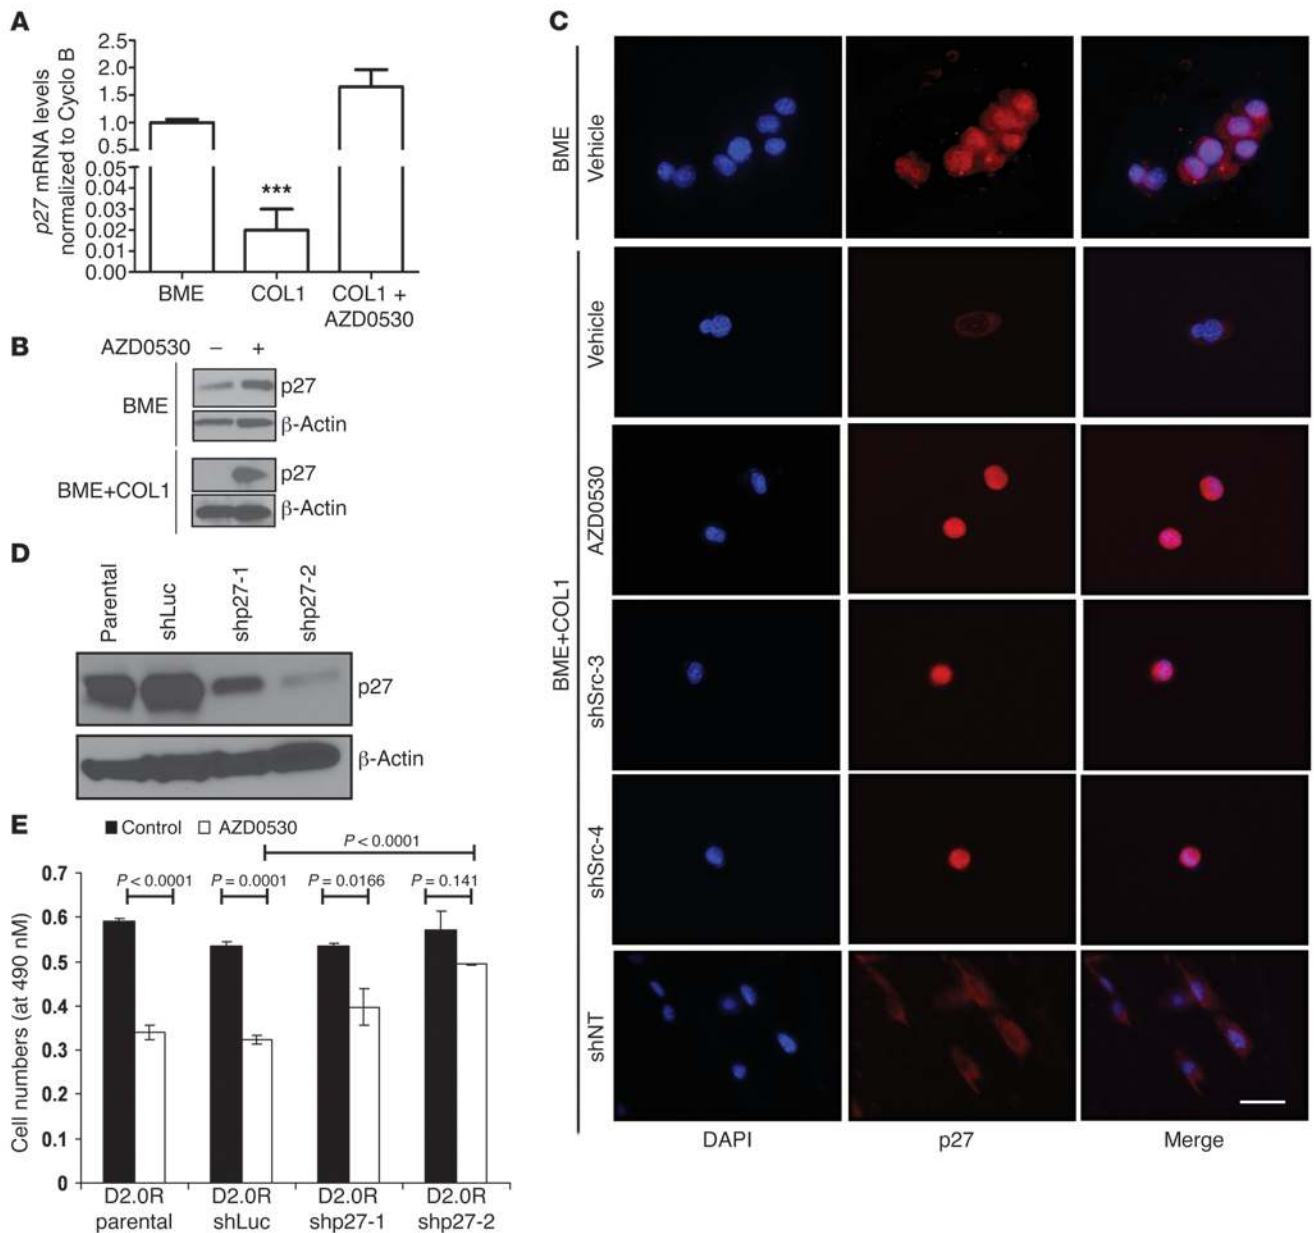 A
p27 mRNA levels
normalized to Cyclo B
2.5
2.0
1.5
1.0
0.5
0.05
0.04
0.03
0.02
0.01
0.00
***
BME
COL1
COL1 +
AZD0530
B
AZD0530 – +
BME
p27
β-Actin
BME+COL1
p27
β-Actin
D
Parental
shLuc
shp27-1
shp27-2
p27
β-Actin
E
Control
AZD0530
P < 0.0001
P < 0.0001
P = 0.0001
P = 0.0166
P = 0.141
Cell numbers (at 490 nM)
0.7
0.6
0.5
0.4
0.3
0.2
0.1
0
D2.0R
parental
D2.0R
shLuc
D2.0R
shp27-1
D2.0R
shp27-2
C
BME
Vehicle
BME+COL1
Vehicle
AZD0530
shSrc-3
shSrc-4
shNT
DAPI
p27
Merge